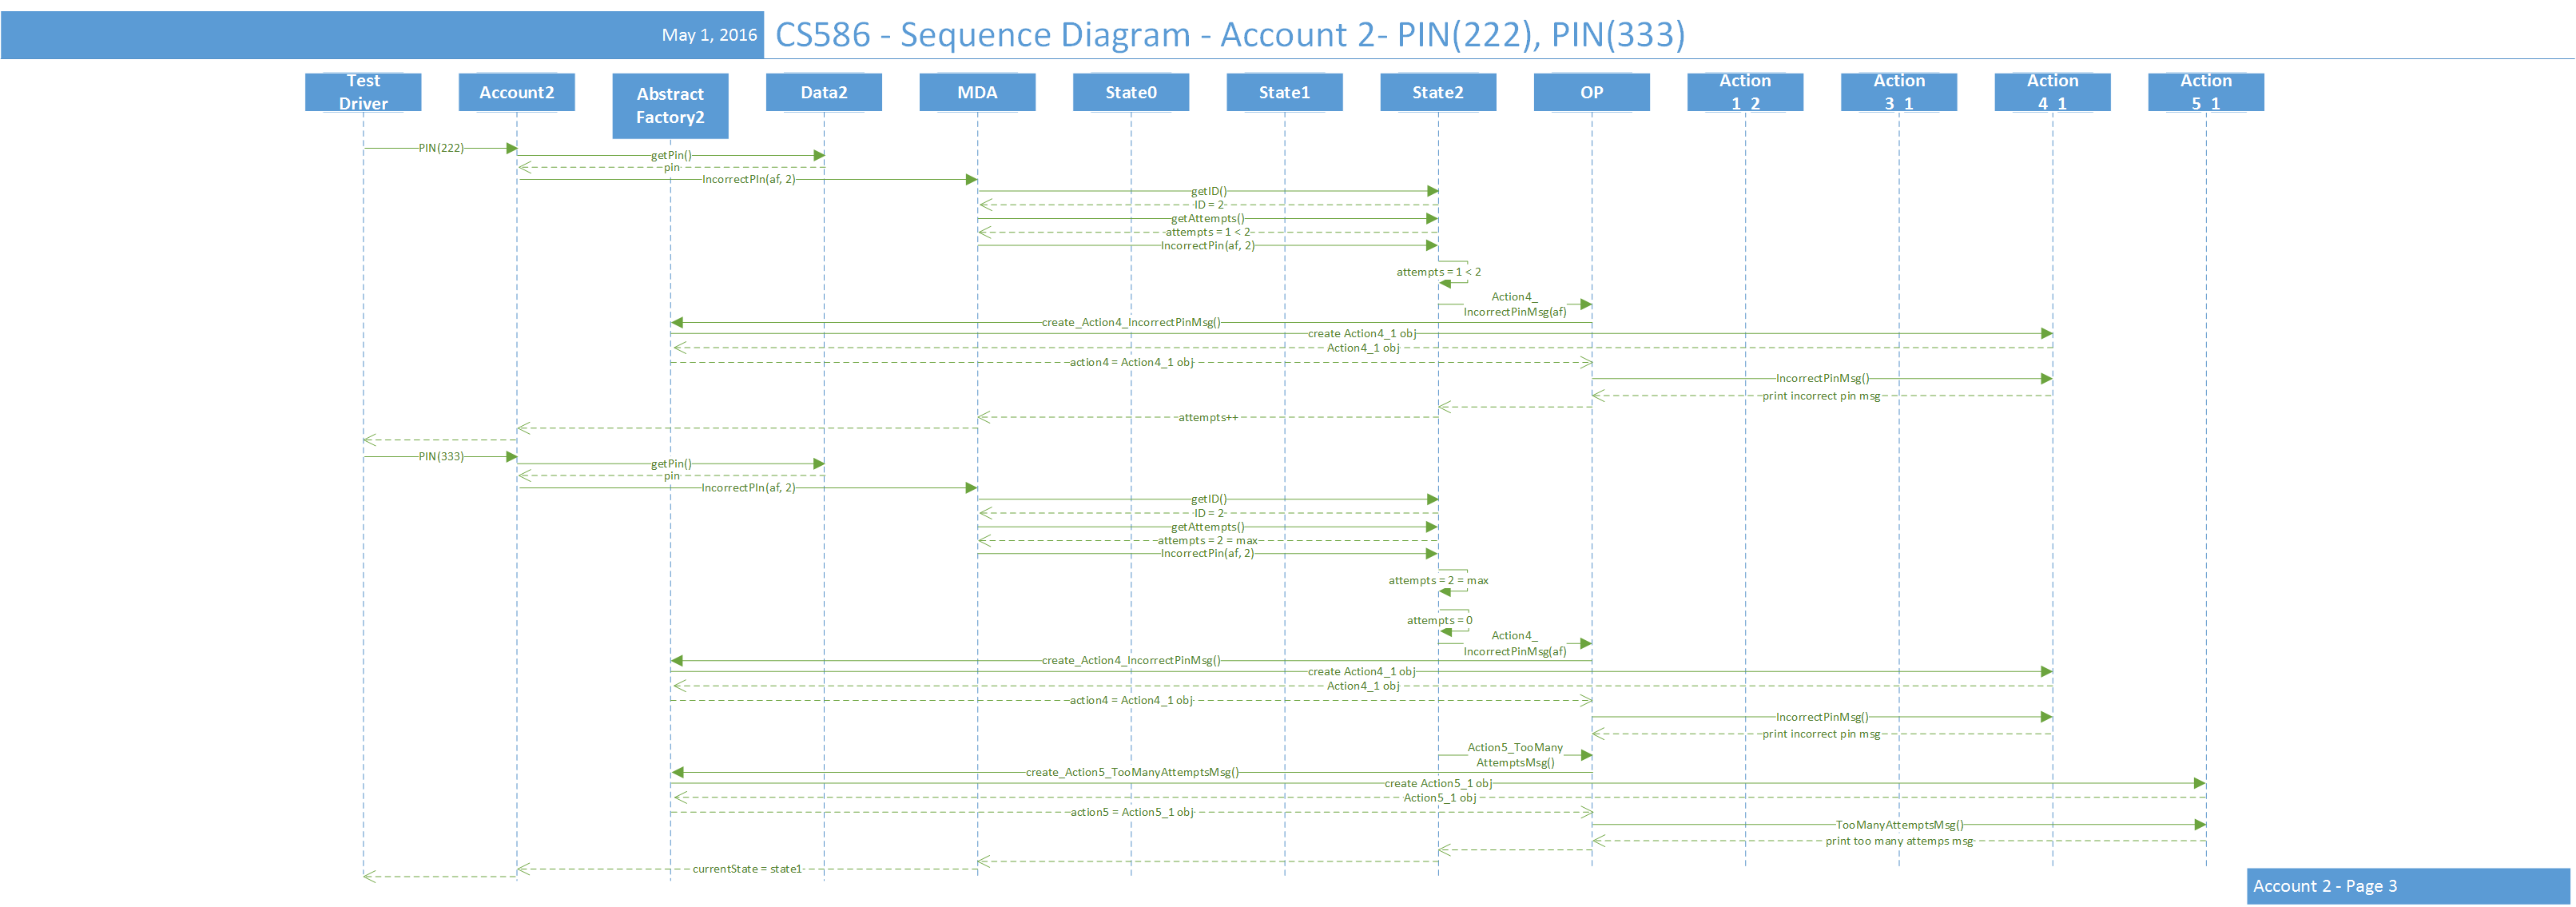 May 1, 2016
CS586 - Sequence Diagram - Account 2- PIN(222), PIN(333)
Test
Driver
Account2
Abstract
Factory2
Data2
MDA
State0
State1
State2
OP
Action
1_2
Action
3_1
Action
4_1
Action
5_1
PIN(222)
getPin()
pin
IncorrectPIn(af, 2)
getID()
ID = 2
getAttempts()
attempts = 1 < 2
IncorrectPin(af, 2)
attempts = 1 < 2
Action4_
IncorrectPinMsg(af)
create_Action4_IncorrectPinMsg()
create Action4_1 obj
Action4_1 obj
action4 = Action4_1 obj
IncorrectPinMsg()
print incorrect pin msg
attempts++
PIN(333)
getPin()
pin
IncorrectPIn(af, 2)
getID()
ID = 2
getAttempts()
attempts = 2 = max
IncorrectPin(af, 2)
attempts = 2 = max
attempts = 0
Action4_
IncorrectPinMsg(af)
create_Action4_IncorrectPinMsg()
create Action4_1 obj
Action4_1 obj
action4 = Action4_1 obj
IncorrectPinMsg()
print incorrect pin msg
Action5_TooMany
AttemptsMsg()
create_Action5_TooManyAttemptsMsg()
create Action5_1 obj
Action5_1 obj
action5 = Action5_1 obj
TooManyAttemptsMsg()
print too many attemps msg
currentState = state1
Account 2 - Page 3